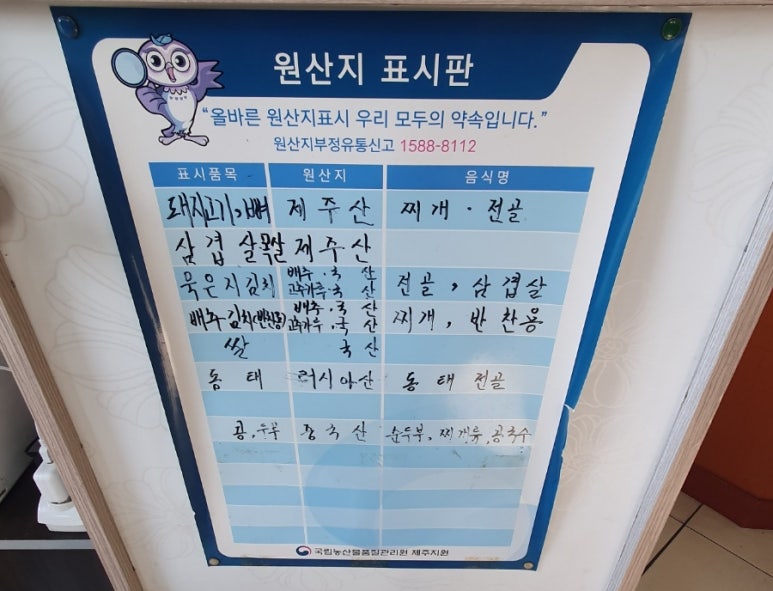 원산지 표시판
“올바른 원산지표시 우리 모두의 약속입니다.”
원산지부정유통신고 1588-8112
표시품목 원산지 음식명
돼지고기, 뼈 제주산 찌개 · 전골
삼겹살 목살 제주산
묵은지김치 배추 · 국산 고추가루 · 국산 전골, 삼겹살
배추김치(반찬용) 배추 · 국산 고추가루 · 국산 찌개, 반찬용
쌀 국산
동태 러시아산 동태전골
콩, 두부 중국산 순두부, 찌개류, 콩국수
국립농산물품질관리원 제주지원